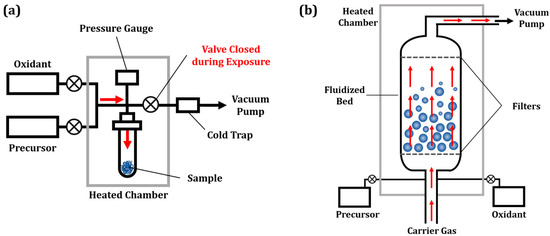 (a)
Pressure Gauge
Oxidant
Valve Closed
during Exposure
Vacuum
Pump
Cold Trap
Precursor
Sample
Heated Chamber
(b)
Heated
Chamber
Vacuum
Pump
Fluidized
Bed
Filters
Precursor
Oxidant
Carrier Gas